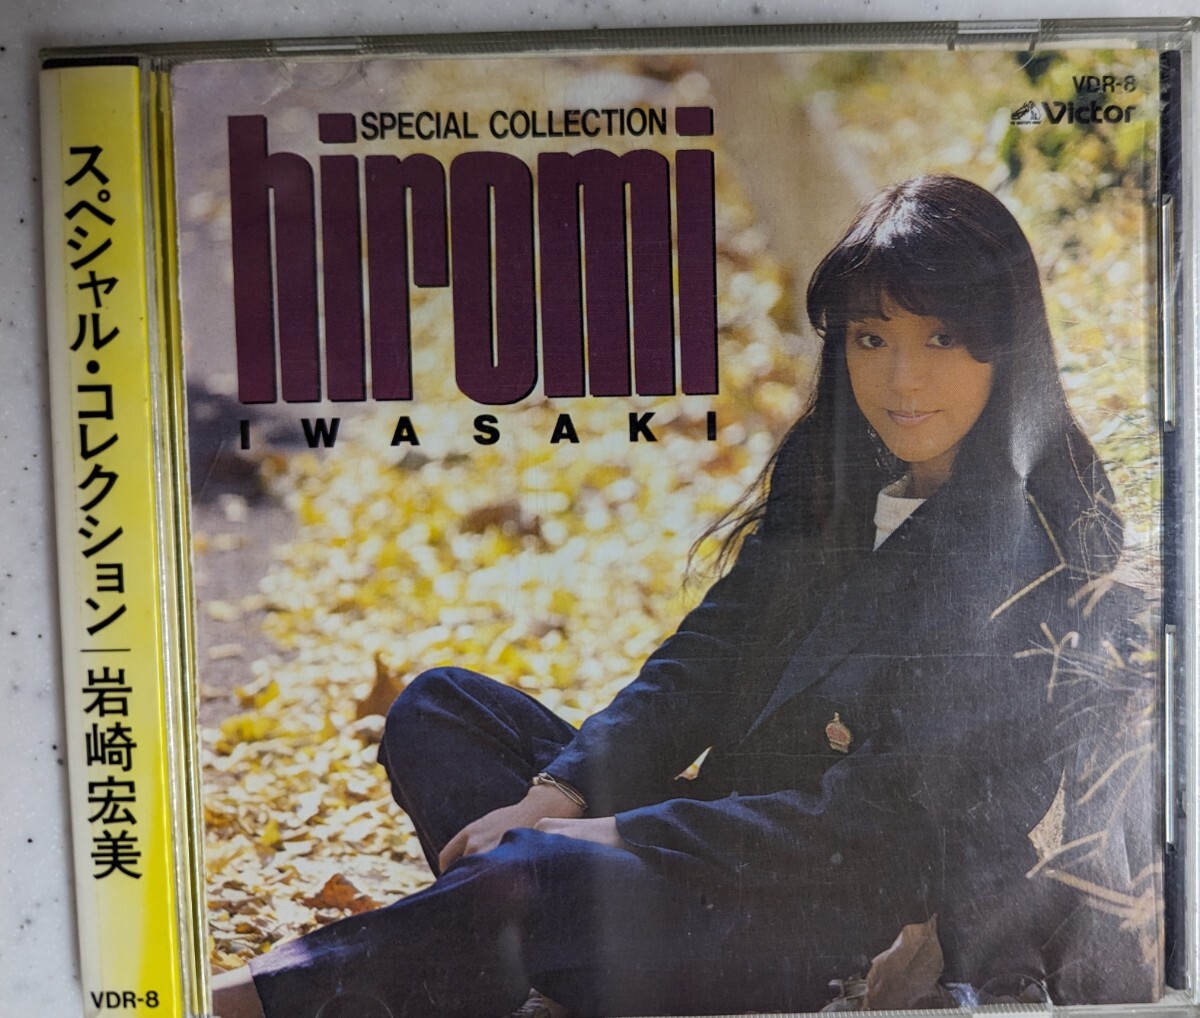 スペシャル・コレクション│岩崎宏美
VDR-8
SPECIAL COLLECTION
hiromi
IWASAKI
VDR-8
Victor